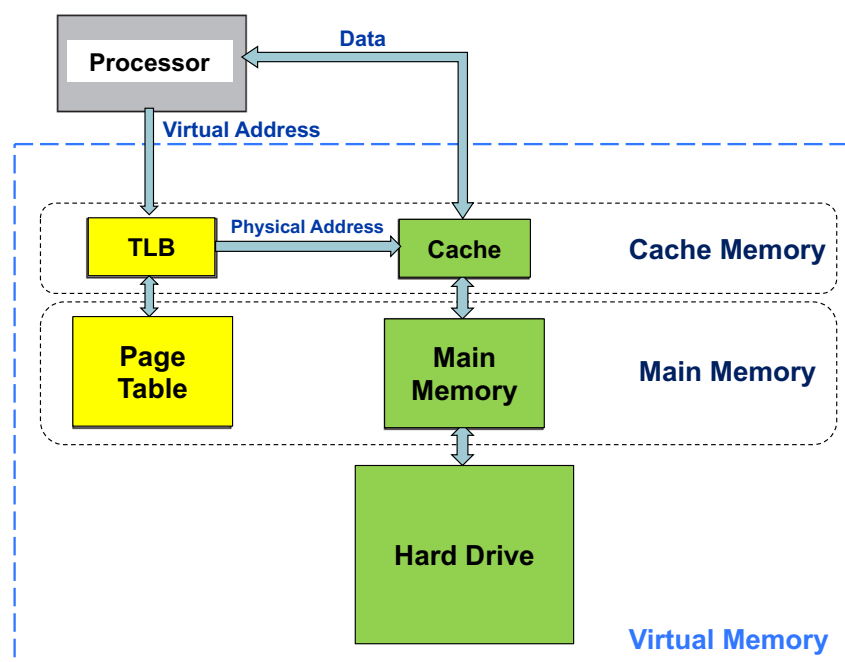 Data
Processor
Virtual Address
TLB
Physical Address
Cache
Cache Memory
Page
Table
Main
Memory
Main Memory
Hard Drive
Virtual Memory